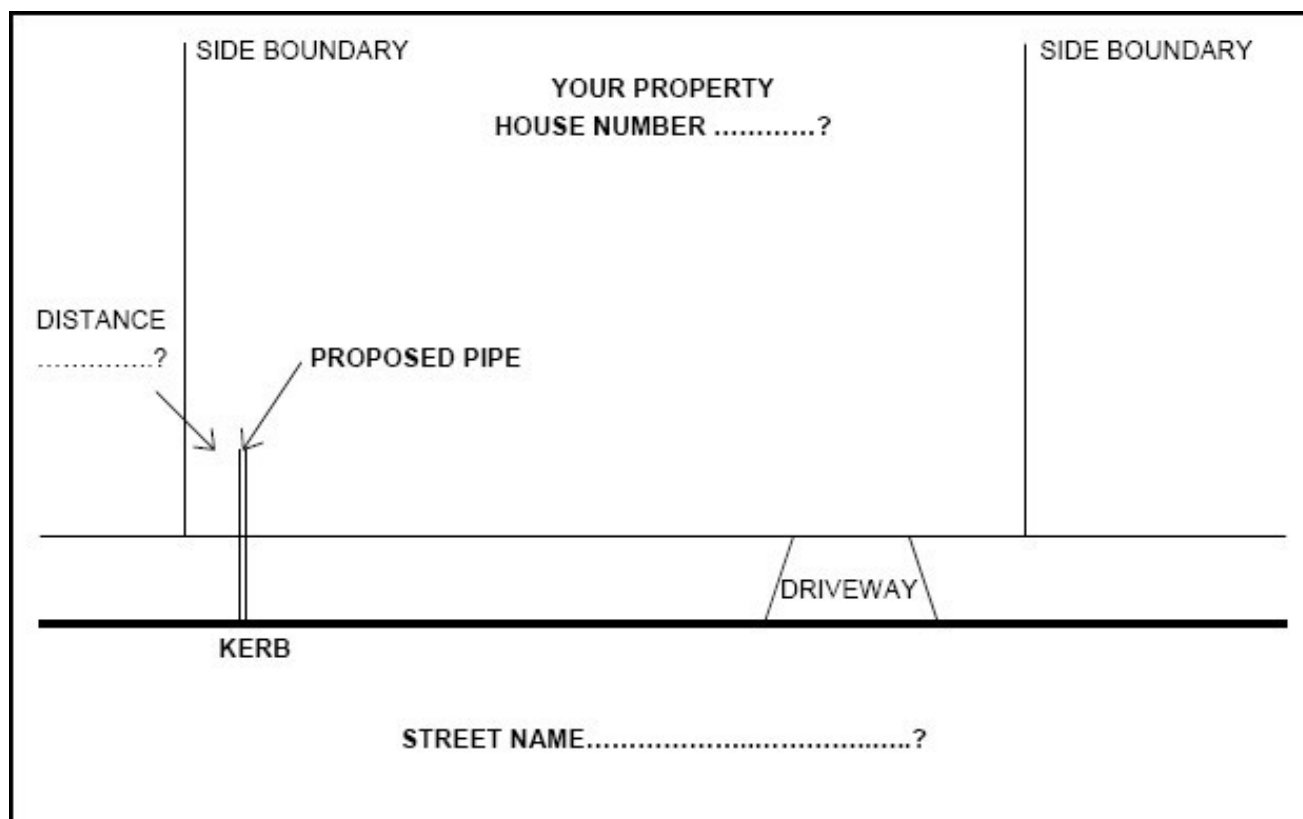 SIDE BOUNDARY
SIDE BOUNDARY
YOUR PROPERTY
HOUSE NUMBER …………?
DISTANCE
…………..?
PROPOSED PIPE
DRIVEWAY
KERB
STREET NAME………………...…………...…..?